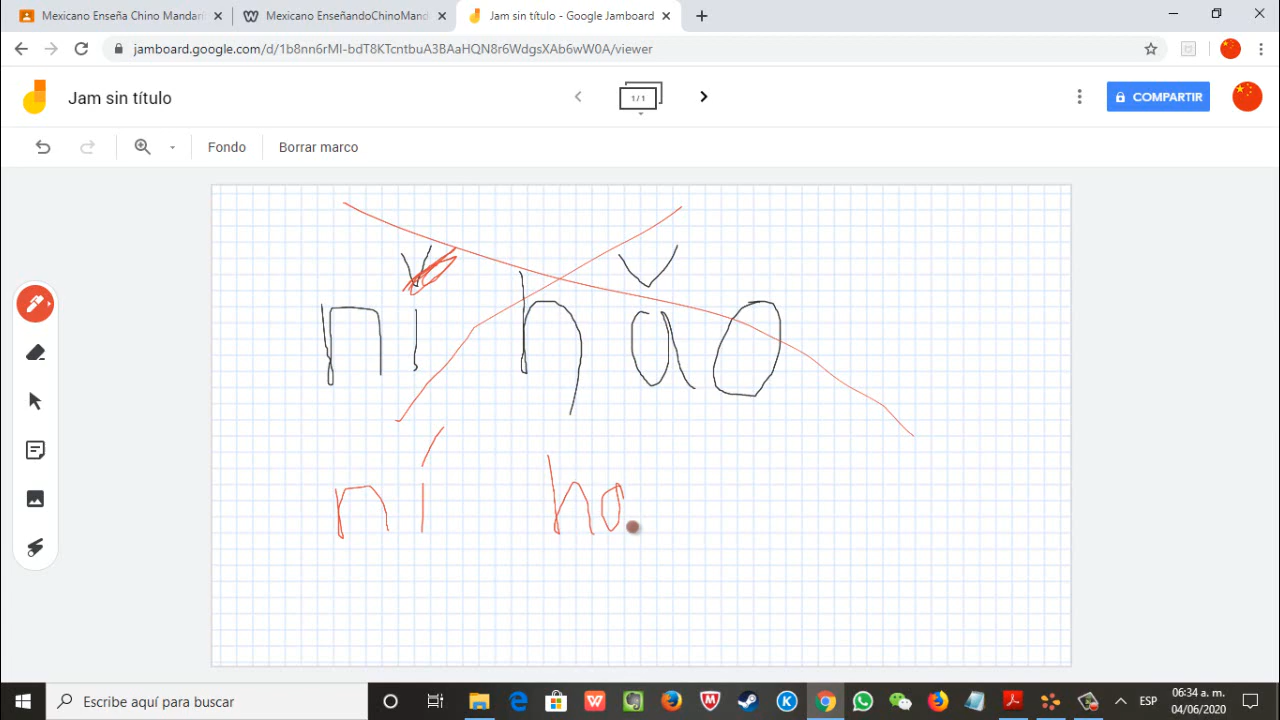 Mexicano Enseña Chino Mandari
Mexicano EnseñandoChinoMand
Jam sin título - Google Jamboard
jamboard.google.com/d/1b8nn6rMI-bdT8KTcntbuA3BAaHQN8r6WdgsXAb6wW0A/viewer
Jam sin título
1/1
COMPARTIR
Fondo
Borrar marco
nǐ hǎo
ní ha
Escribe aquí para buscar
ESP
06:34 a. m.
04/06/2020